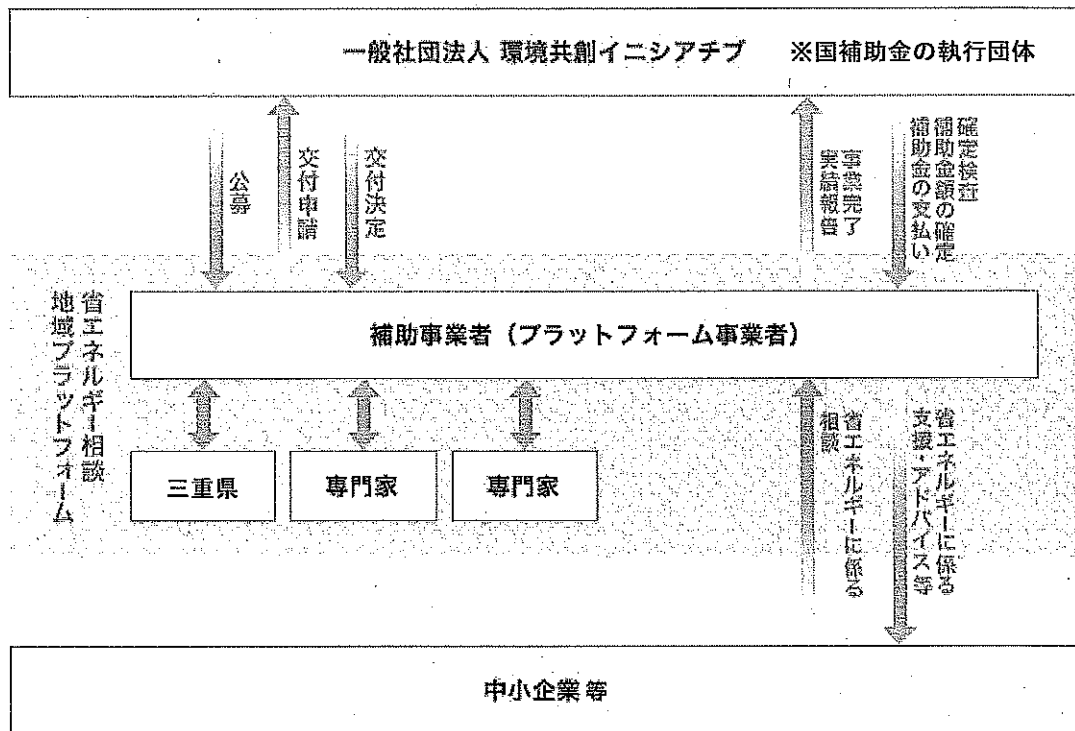 一般社団法人 環境共創イニシアチブ　※国補助金の執行団体
公募
交付申請
交付決定
事業完了
実績報告
確定検査
補助金額の確定
補助金の支払い
省エネルギー相談
地域プラットフォーム
補助事業者（プラットフォーム事業者）
三重県
専門家
専門家
省エネルギーに係る
相談
省エネルギーに係る
支援・アドバイス等
中小企業等